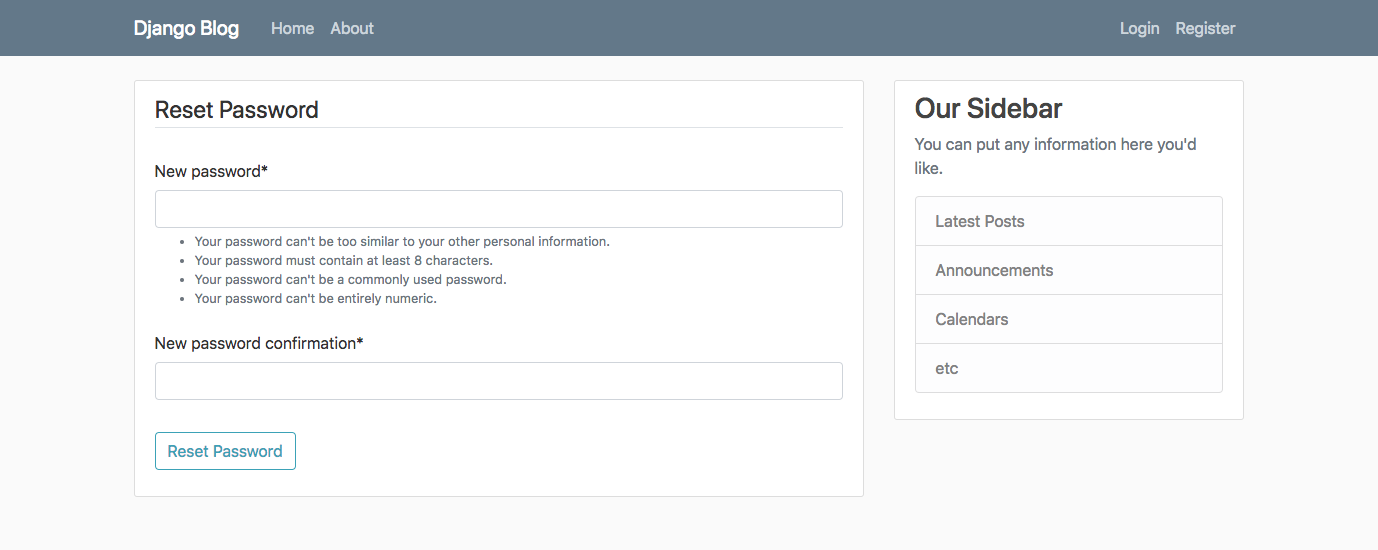 Django Blog Home About Login Register
Reset Password
New password*
Your password can't be too similar to your other personal information.
Your password must contain at least 8 characters.
Your password can't be a commonly used password.
Your password can't be entirely numeric.
New password confirmation*
Reset Password
Our Sidebar
You can put any information here you'd
like.
Latest Posts
Announcements
Calendars
etc